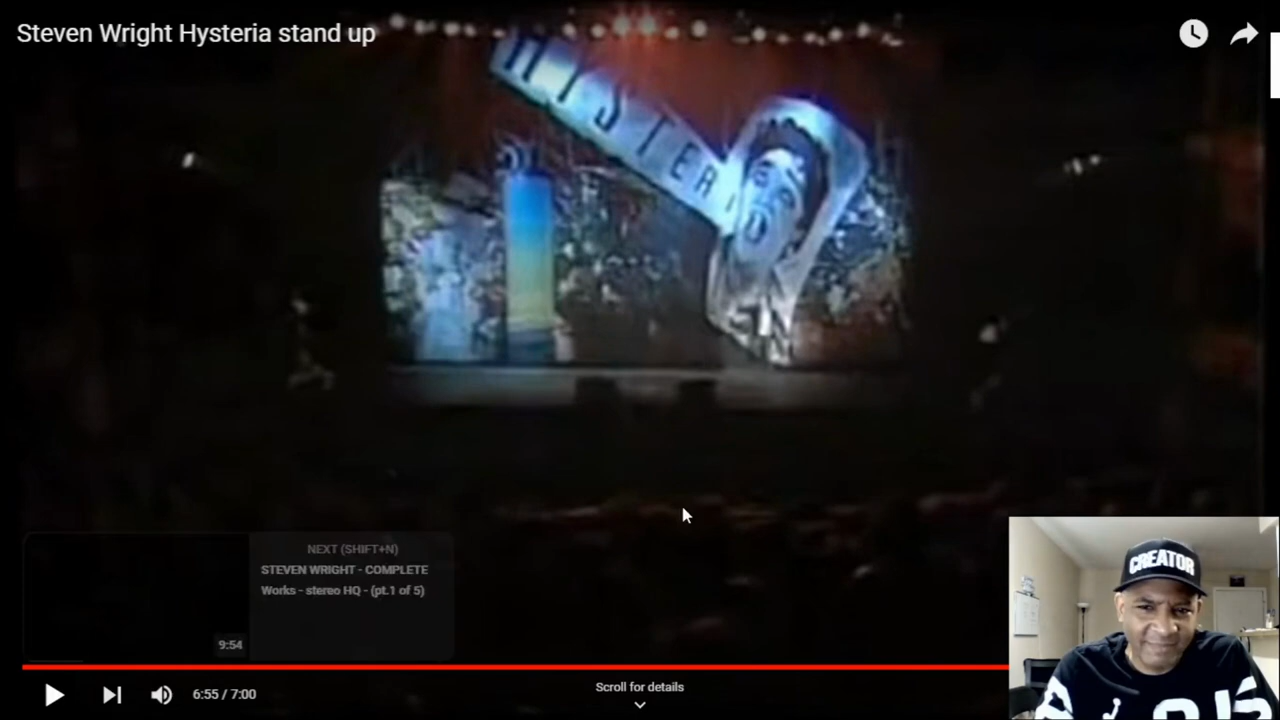 Steven Wright Hysteria stand up
HYSTERI
NEXT (SHIFT+N)
STEVEN WRIGHT - COMPLETE
Works - stereo HQ - (pt.1 of 5)
9:54
6:55 / 7:00
Scroll for details
CREATOR